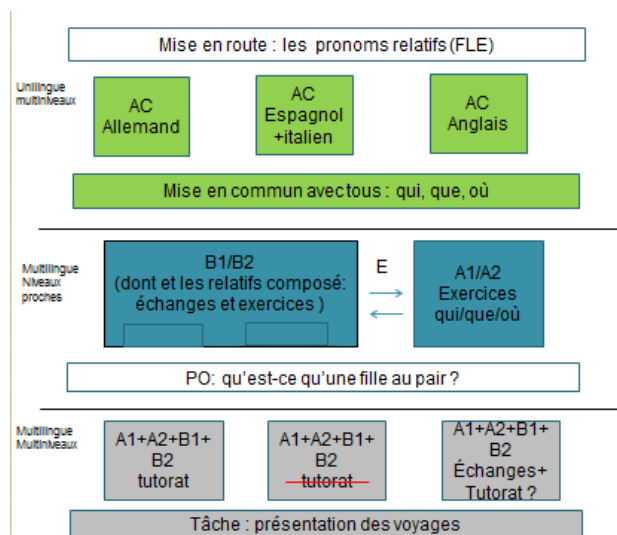 Mise en route : les pronoms relatifs (FLE)
Unilingue
multiniveaux
AC
Allemand
AC
Espagnol
+italien
AC
Anglais
Mise en commun avec tous : qui, que, où
Multilingue
Niveaux
proches
B1/B2
(dont et les relatifs composé:
échanges et exercices )
E
A1/A2
Exercices
qui/que/où
PO: qu'est-ce qu'une fille au pair ?
Multilingue
Multiniveaux
A1+A2+B1+
B2
tutorat
A1+A2+B1+
B2
tutorat
A1+A2+B1+
B2
Échanges+
Tutorat ?
Tâche : présentation des voyages